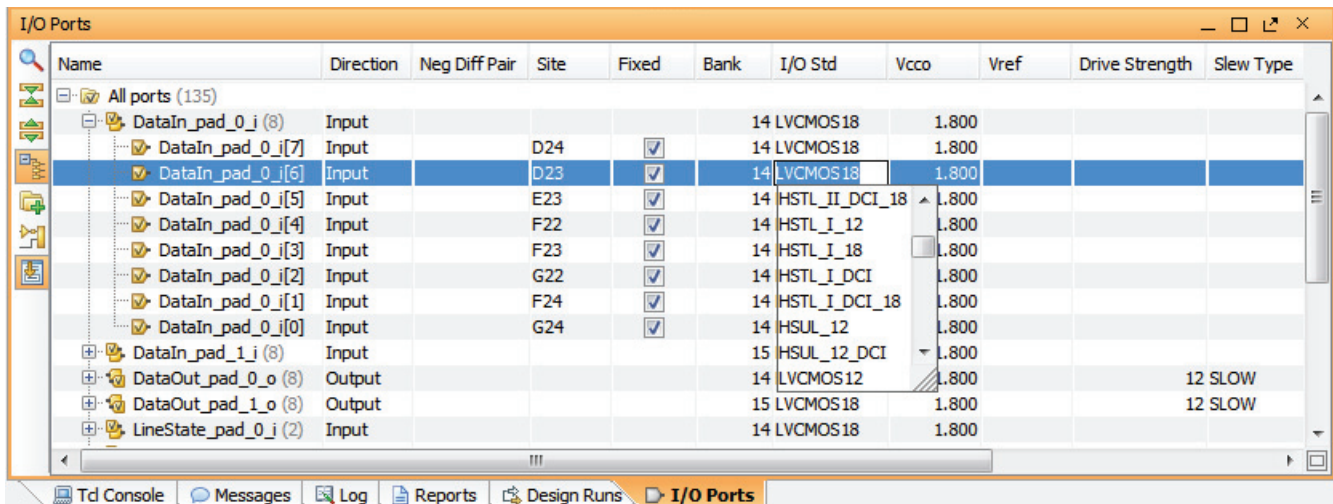 I/O Ports
Name Direction Neg Diff Pair Site Fixed Bank I/O Std Vcco Vref Drive Strength Slew Type
All ports (135)
DataIn_pad_0_i (8) Input 14 LVCMOS18 1.800
DataIn_pad_0_i[7] Input D24 14 LVCMOS18 1.800
DataIn_pad_0_i[6] Input D23 14 LVCMOS18 1.800
DataIn_pad_0_i[5] Input E23 14 HSTL_II_DCI_18 1.800
DataIn_pad_0_i[4] Input F22 14 HSTL_I_12 1.800
DataIn_pad_0_i[3] Input F23 14 HSTL_I_18 1.800
DataIn_pad_0_i[2] Input G22 14 HSTL_I_DCI 1.800
DataIn_pad_0_i[1] Input F24 14 HSTL_I_DCI_18 1.800
DataIn_pad_0_i[0] Input G24 14 HSUL_12 1.800
DataIn_pad_1_i (8) Input 15 HSUL_12_DCI 1.800
DataOut_pad_0_o (8) Output 14 LVCMOS12 1.800 12 SLOW
DataOut_pad_1_o (8) Output 15 LVCMOS18 1.800 12 SLOW
LineState_pad_0_i (2) Input 14 LVCMOS18 1.800
Tcl Console Messages Log Reports Design Runs I/O Ports